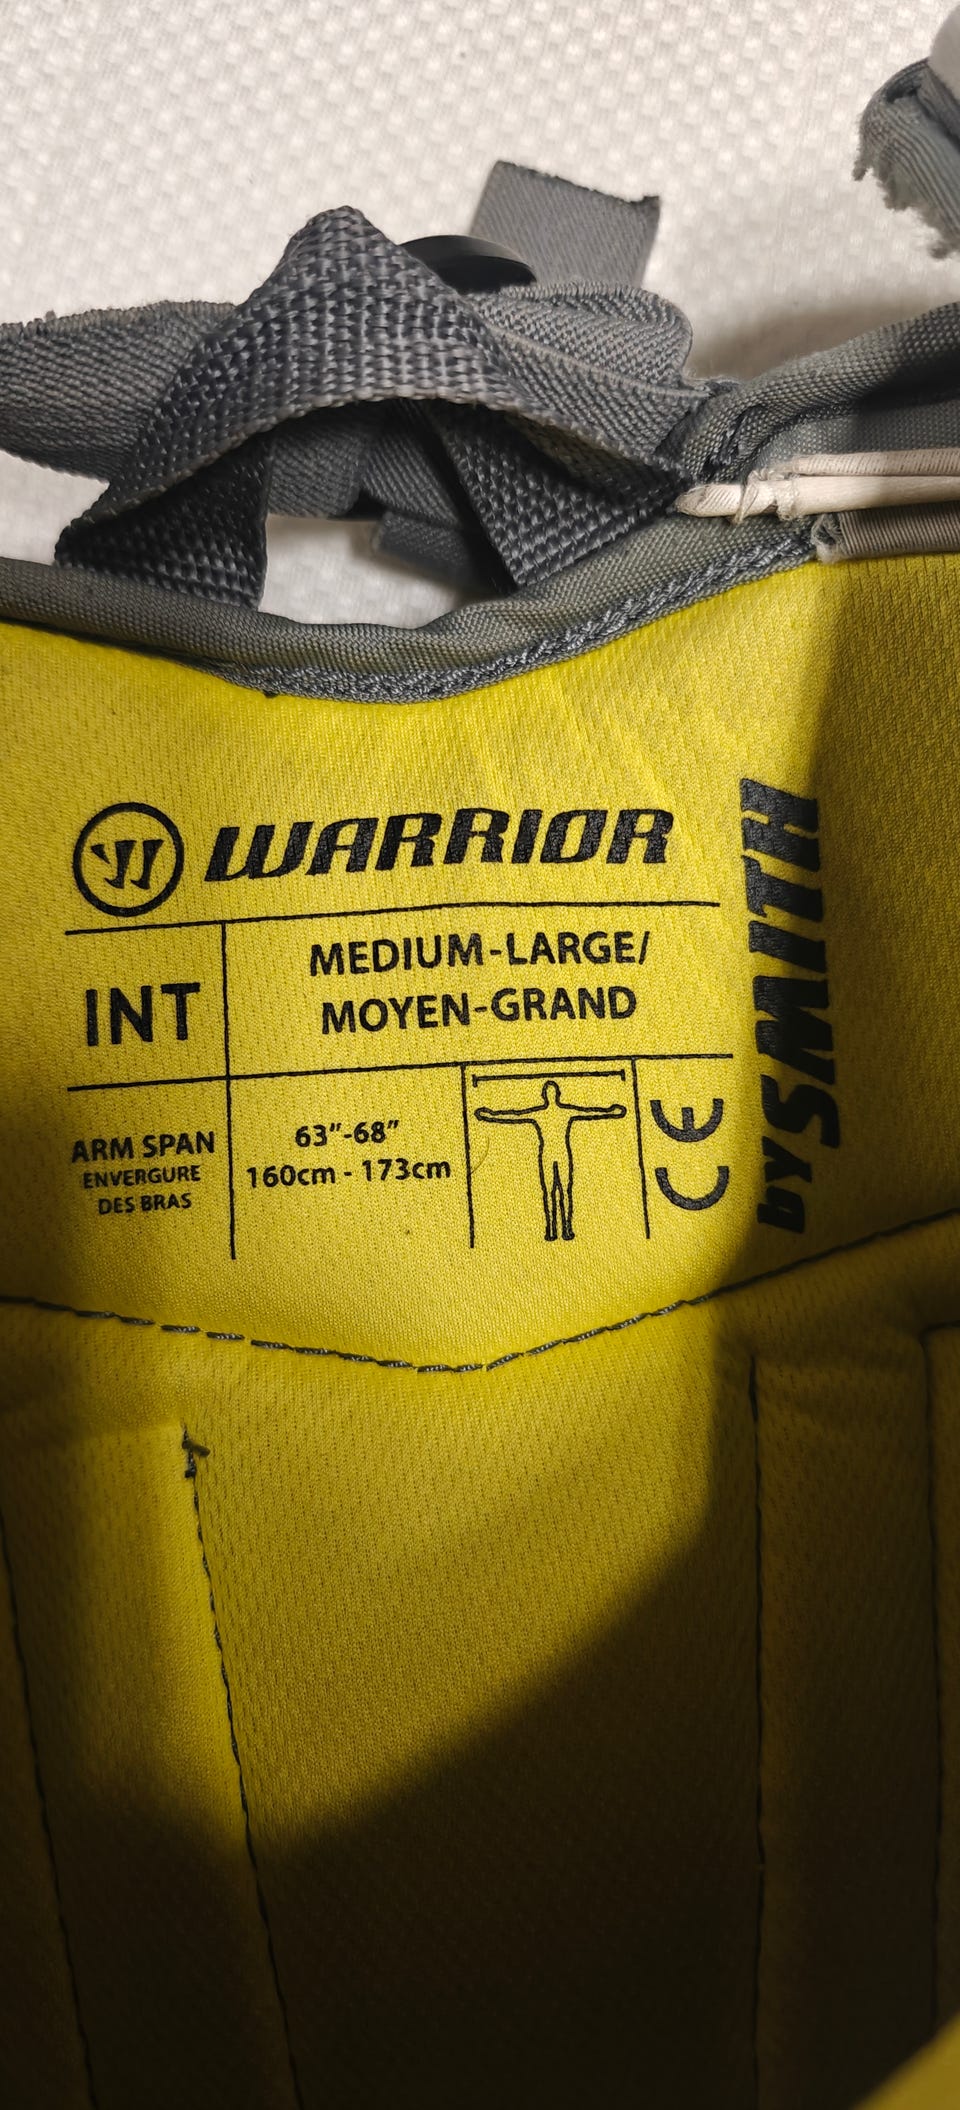 WARRIOR
INT
MEDIUM-LARGE/
MOYEN-GRAND
ARM SPAN
ENVERGURE
DES BRAS
63"-68"
160cm - 173cm
CE
bySMITH